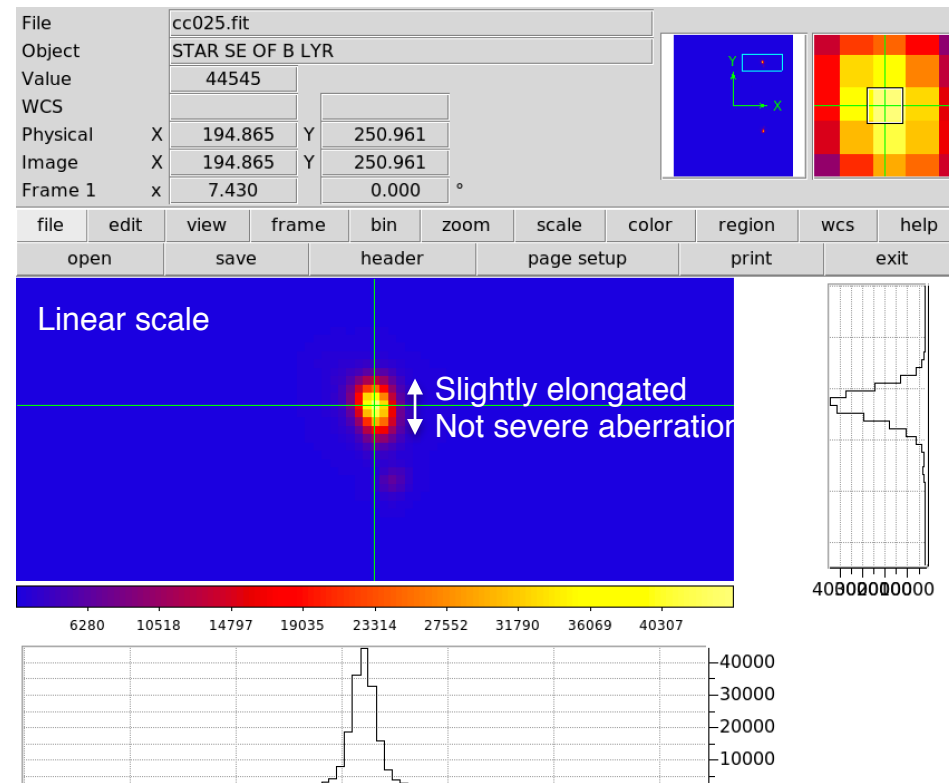 File cc025.fit
Object STAR SE OF B LYR
Value 44545
WCS
Physical X 194.865 Y 250.961
Image X 194.865 Y 250.961
Frame 1 x 7.430 0.000 °
Y
X
file edit view frame bin zoom scale color region wcs help
open save header page setup print exit
Linear scale
Slightly elongated
Not severe aberration
6280 10518 14797 19035 23314 27552 31790 36069 40307
40000
30000
20000
10000